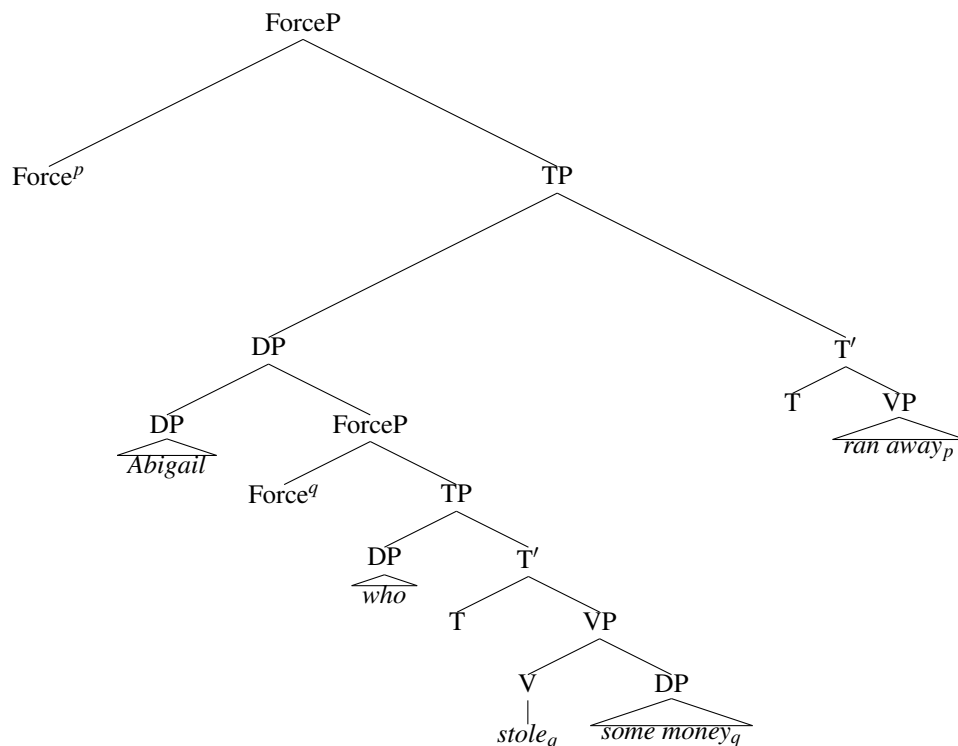 ForceP
Force^p TP
DP T′
DP ForceP T VP
Abigail ran away_p
Force^q TP
DP T′
who
T VP
V DP
stole_q some money_q